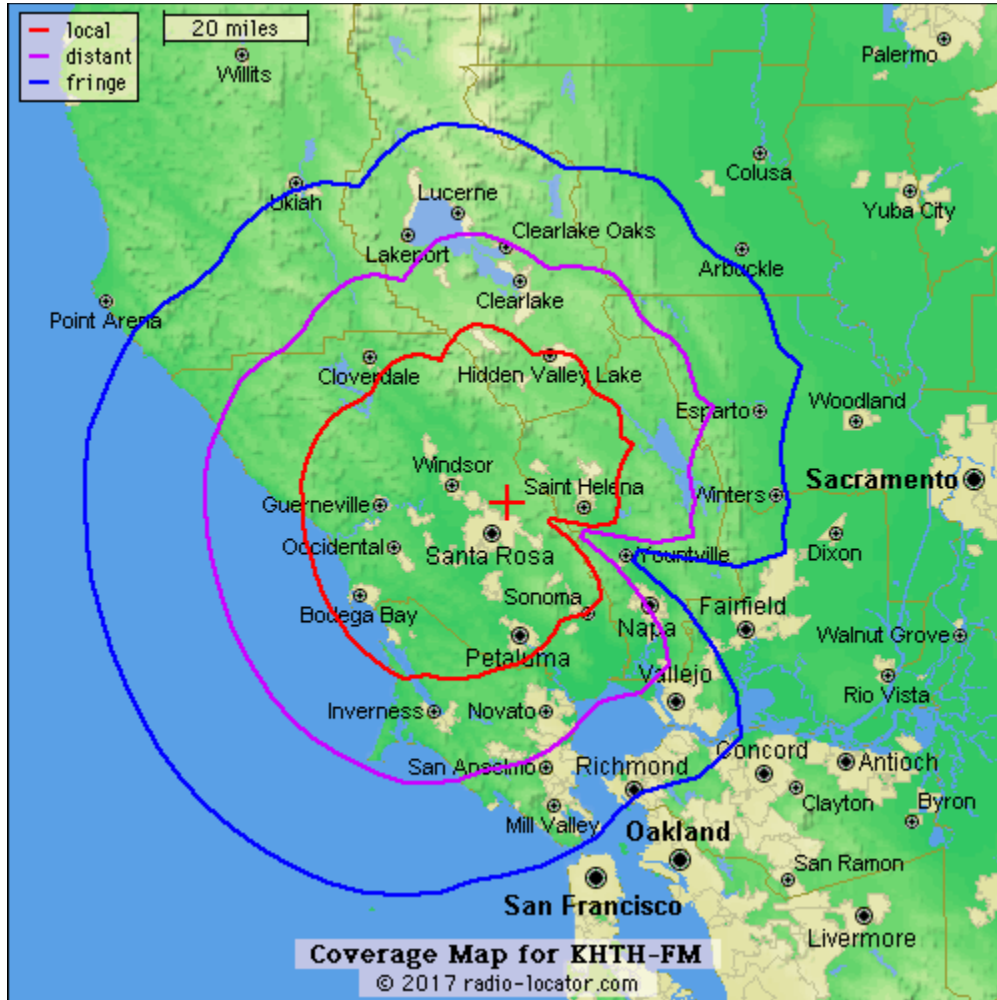 local
distant
fringe
20 miles
Willits
Palermo
Colusa
Ukiah
Lucerne
Yuba City
Clearlake Oaks
Lakeport
Arbuckle
Clearlake
Point Arena
Cloverdale
Hidden Valley Lake
Esparto
Woodland
Windsor
Saint Helena
Sacramento
Winters
Guerneville
Occidental
Santa Rosa
Yountville
Dixon
Bodega Bay
Sonoma
Napa
Fairfield
Walnut Grove
Petaluma
Vallejo
Rio Vista
Inverness
Novato
Concord
San Anselmo
Richmond
Antioch
Clayton
Byron
Mill Valley
Oakland
San Ramon
San Francisco
Livermore
Coverage Map for KHTH-FM
© 2017 radio-locator.com